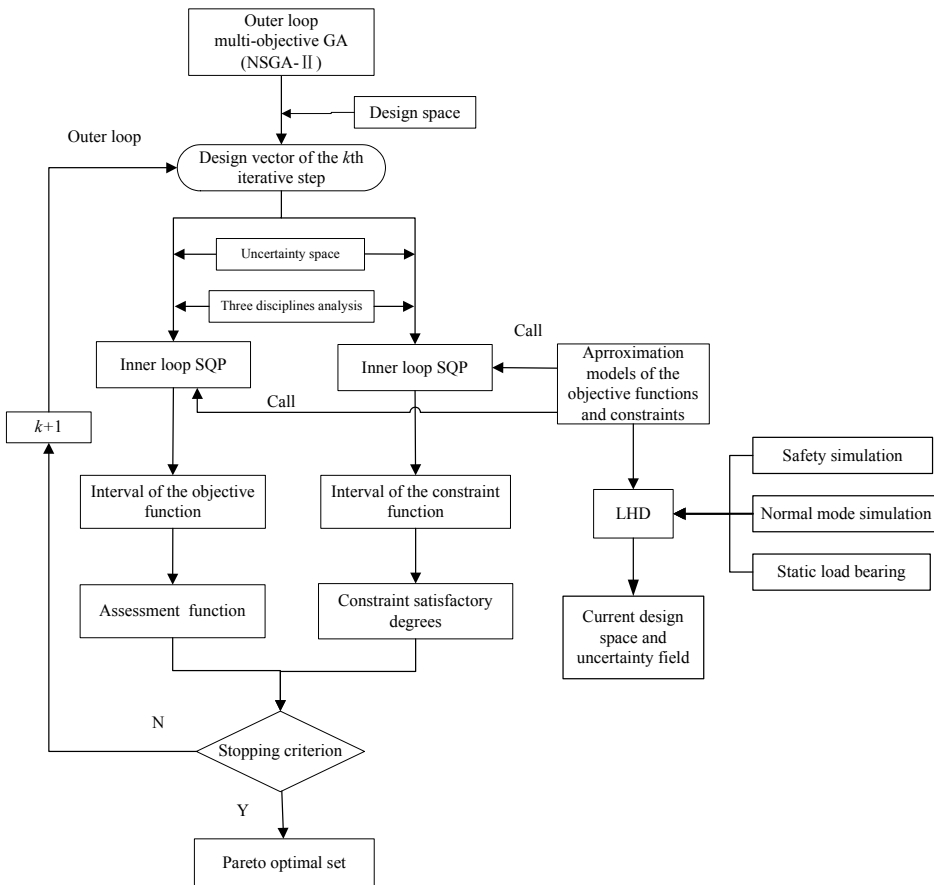 Outer loop
multi-objective GA
(NSGA-Ⅱ)
Design space
Outer loop
Design vector of the kth
iterative step
Uncertainty space
Three disciplines analysis
Call
Inner loop SQP
Inner loop SQP
Aprroximation
models of the
objective functions
and constraints
Call
k+1
Safety simulation
Interval of the objective
function
Interval of the constraint
function
LHD
Normal mode simulation
Static load bearing
Assessment function
Constraint satisfactory
degrees
Current design
space and
uncertainty field
N
Stopping criterion
Y
Pareto optimal set